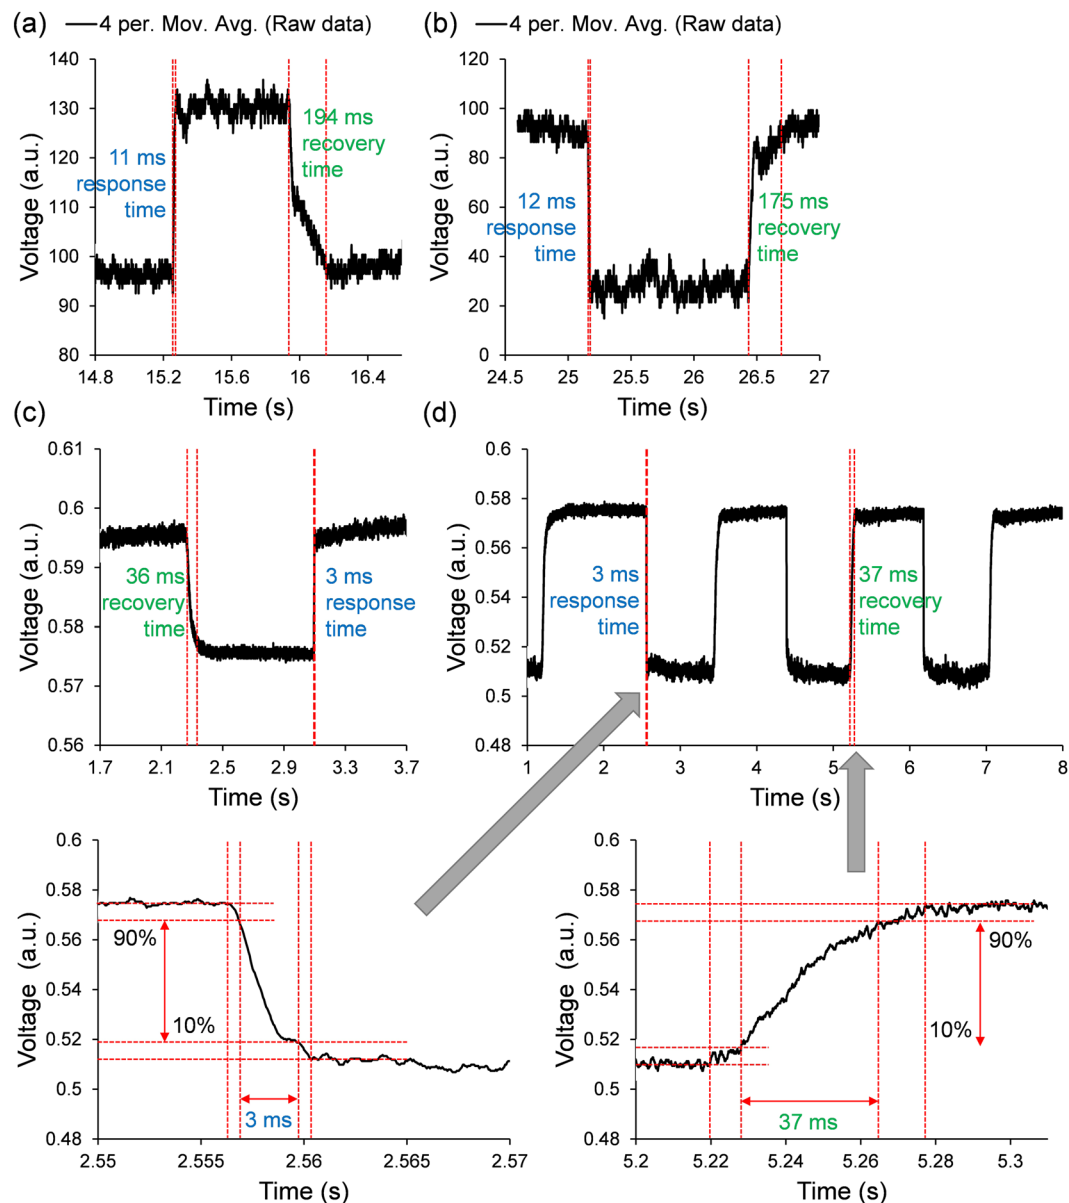 (a)
4 per. Mov. Avg. (Raw data)
140
130
120
110
100
90
80
Voltage (a.u.)
14.8
15.2
15.6
16
16.4
Time (s)
11 ms
response
time
194 ms
recovery
time
(b)
4 per. Mov. Avg. (Raw data)
120
100
80
60
40
20
0
Voltage (a.u.)
24.5
25
25.5
26
26.5
27
Time (s)
12 ms
response
time
175 ms
recovery
time
(c)
0.61
0.6
0.59
0.58
0.57
0.56
Voltage (a.u.)
1.7
2.1
2.5
2.9
3.3
3.7
Time (s)
36 ms
recovery
time
3 ms
response
time
(d)
0.6
0.58
0.56
0.54
0.52
0.5
0.48
Voltage (a.u.)
1
2
3
4
5
6
7
8
Time (s)
3 ms
response
time
37 ms
recovery
time
0.6
0.58
0.56
0.54
0.52
0.5
0.48
Voltage (a.u.)
2.55
2.555
2.56
2.565
2.57
Time (s)
90%
10%
3 ms
0.6
0.58
0.56
0.54
0.52
0.5
0.48
Voltage (a.u.)
5.2
5.22
5.24
5.26
5.28
5.3
Time (s)
90%
10%
37 ms